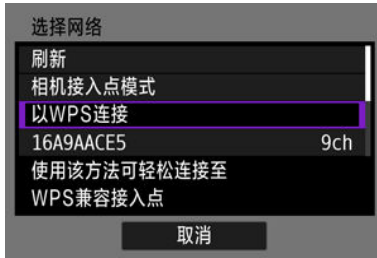 选择网络
刷新
相机接入点模式
以WPS连接
16A9AACE5 9ch
使用该方法可轻松连接至
WPS兼容接入点
取消